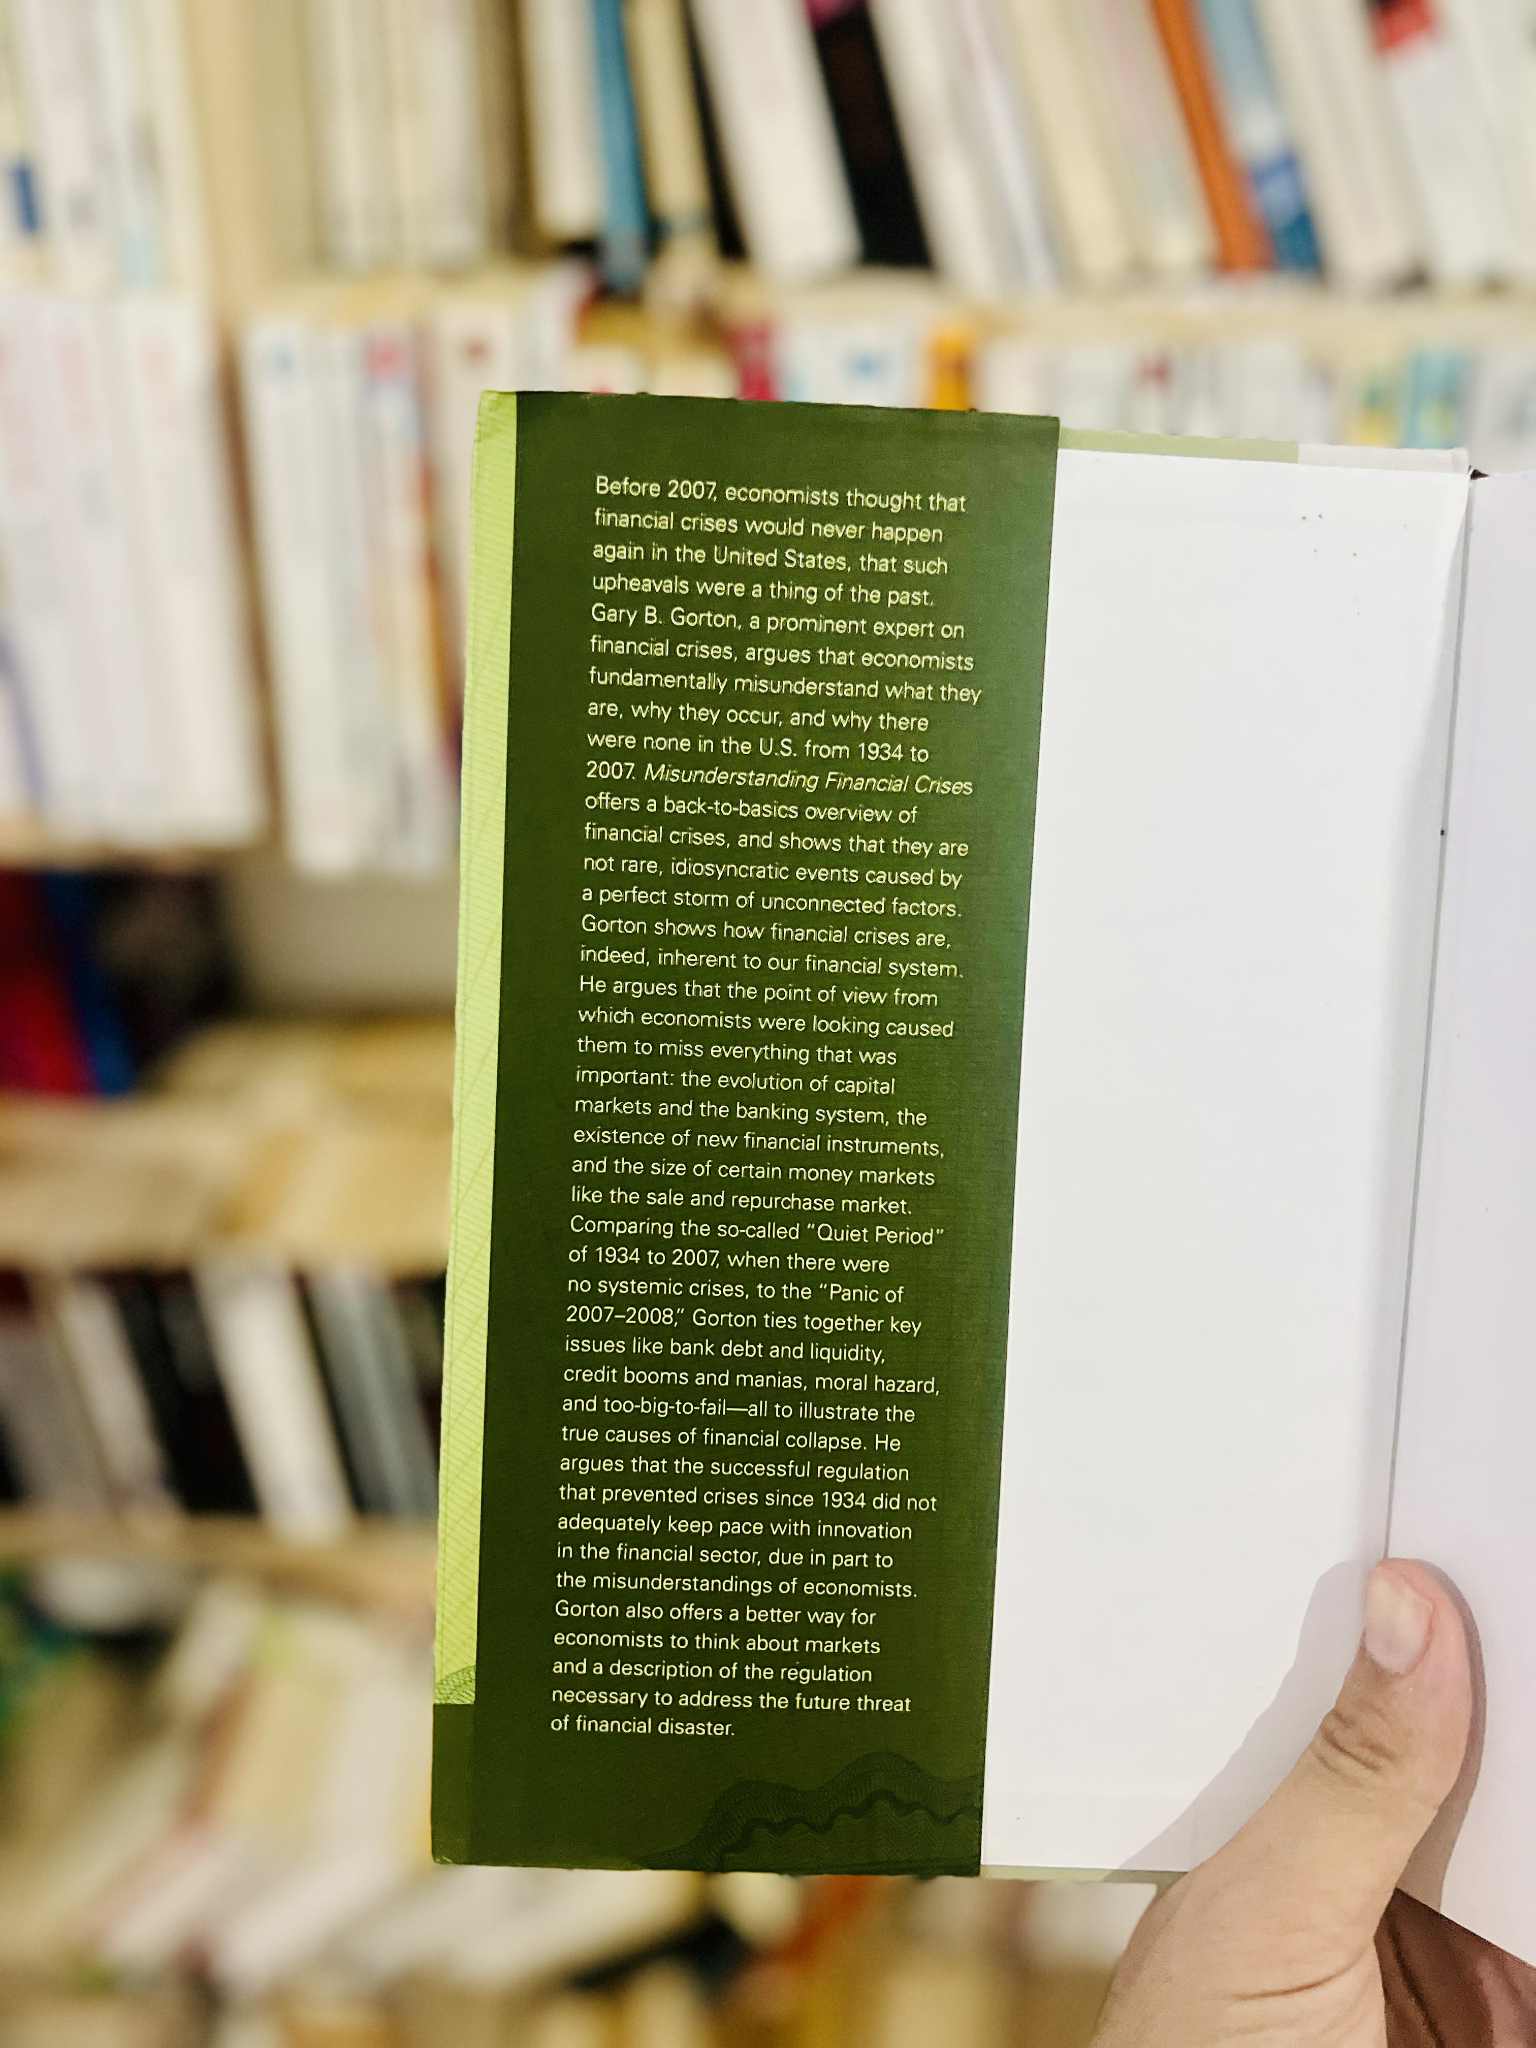 Before 2007, economists thought that
financial crises would never happen
again in the United States, that such
upheavals were a thing of the past.
Gary B. Gorton, a prominent expert on
financial crises, argues that economists
fundamentally misunderstand what they
are, why they occur, and why there
were none in the U.S. from 1934 to
2007. Misunderstanding Financial Crises
offers a back-to-basics overview of
financial crises, and shows that they are
not rare, idiosyncratic events caused by
a perfect storm of unconnected factors.
Gorton shows how financial crises are,
indeed, inherent to our financial system.
He argues that the point of view from
which economists were looking caused
them to miss everything that was
important: the evolution of capital
markets and the banking system, the
existence of new financial instruments,
and the size of certain money markets
like the sale and repurchase market.
Comparing the so-called “Quiet Period”
of 1934 to 2007, when there were
no systemic crises, to the “Panic of
2007–2008,” Gorton ties together key
issues like bank debt and liquidity,
credit booms and manias, moral hazard,
and too-big-to-fail—all to illustrate the
true causes of financial collapse. He
argues that the successful regulation
that prevented crises since 1934 did not
adequately keep pace with innovation
in the financial sector, due in part to
the misunderstandings of economists.
Gorton also offers a better way for
economists to think about markets
and a description of the regulation
necessary to address the future threat
of financial disaster.